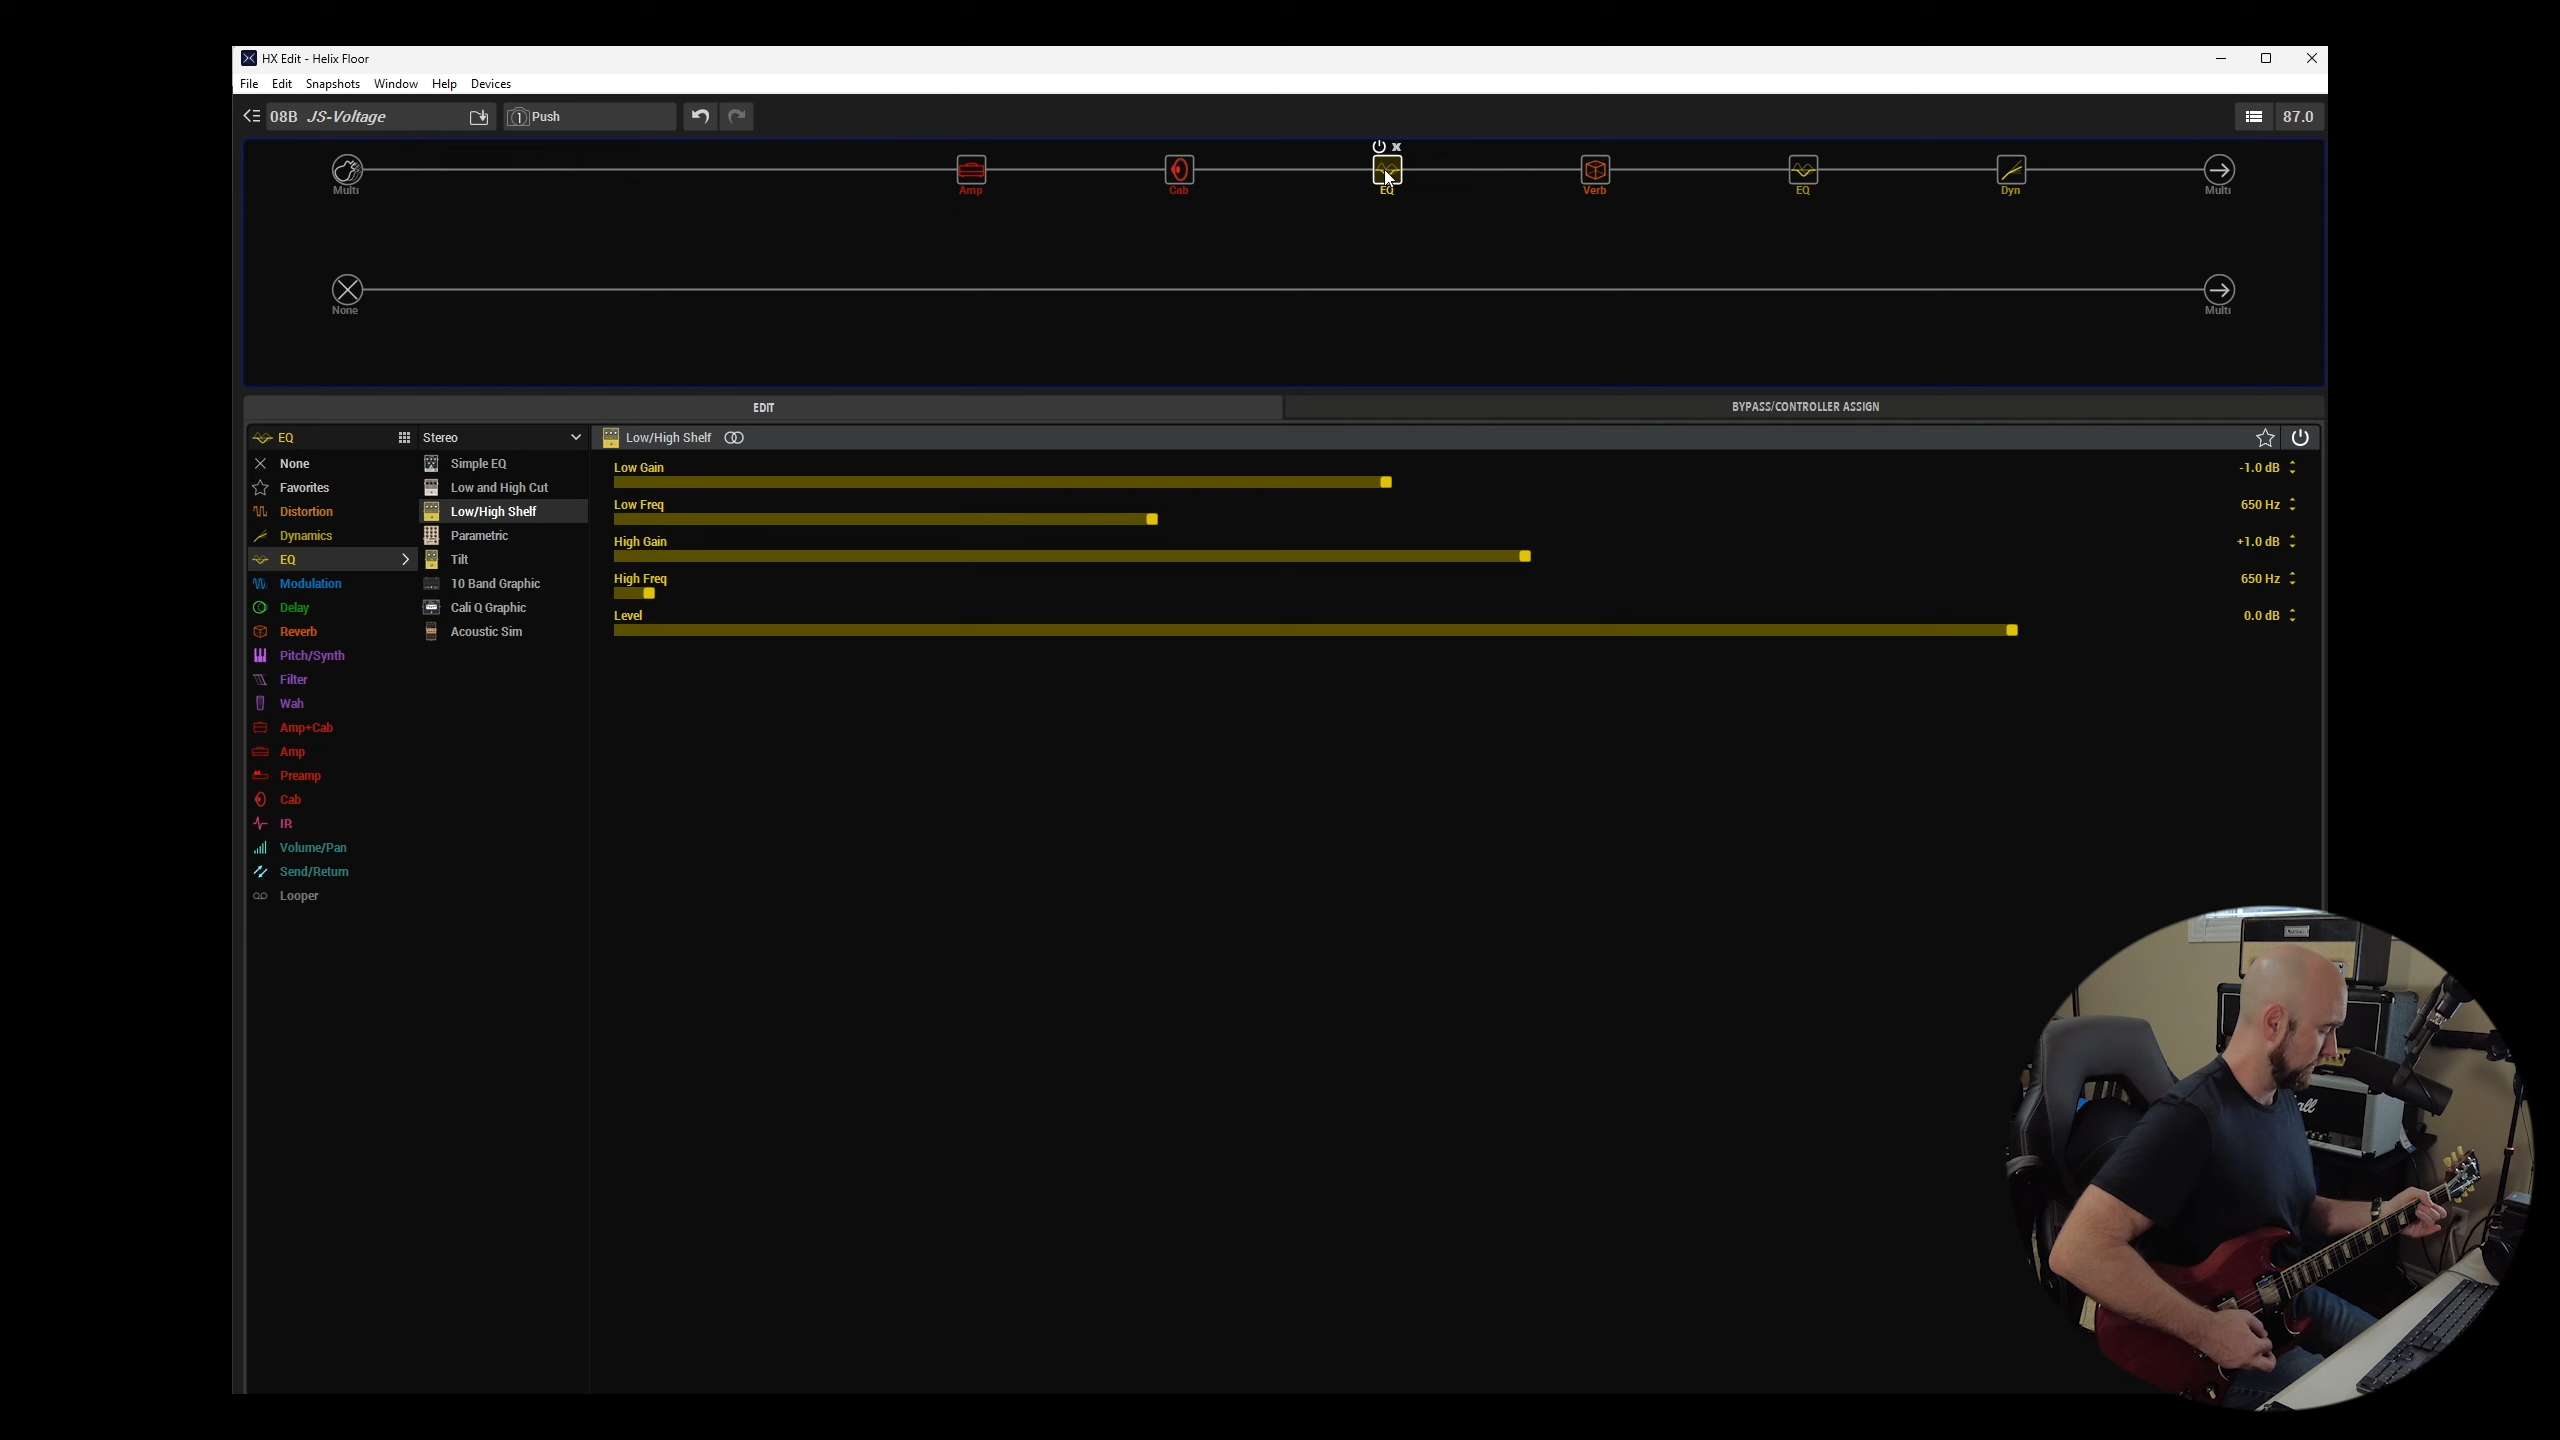 HX Edit - Helix Floor
File Edit Snapshots Window Help Devices
08B JS-Voltage 1 Push 87.0
x
Multi Amp Cab EQ Verb EQ Dyn Multi
None Multi
EDIT BYPASS/CONTROLLER ASSIGN
EQ Stereo Low/High Shelf
None
Favorites
Distortion
Dynamics
EQ
Modulation
Delay
Reverb
Pitch/Synth
Filter
Wah
Amp+Cab
Amp
Preamp
Cab
IR
Volume/Pan
Send/Return
Looper
Simple EQ
Low and High Cut
Low/High Shelf
Parametric
Tilt
10 Band Graphic
Cali Q Graphic
Acoustic Sim
Low Gain -1.0 dB
Low Freq 650 Hz
High Gain +1.0 dB
High Freq 650 Hz
Level 0.0 dB